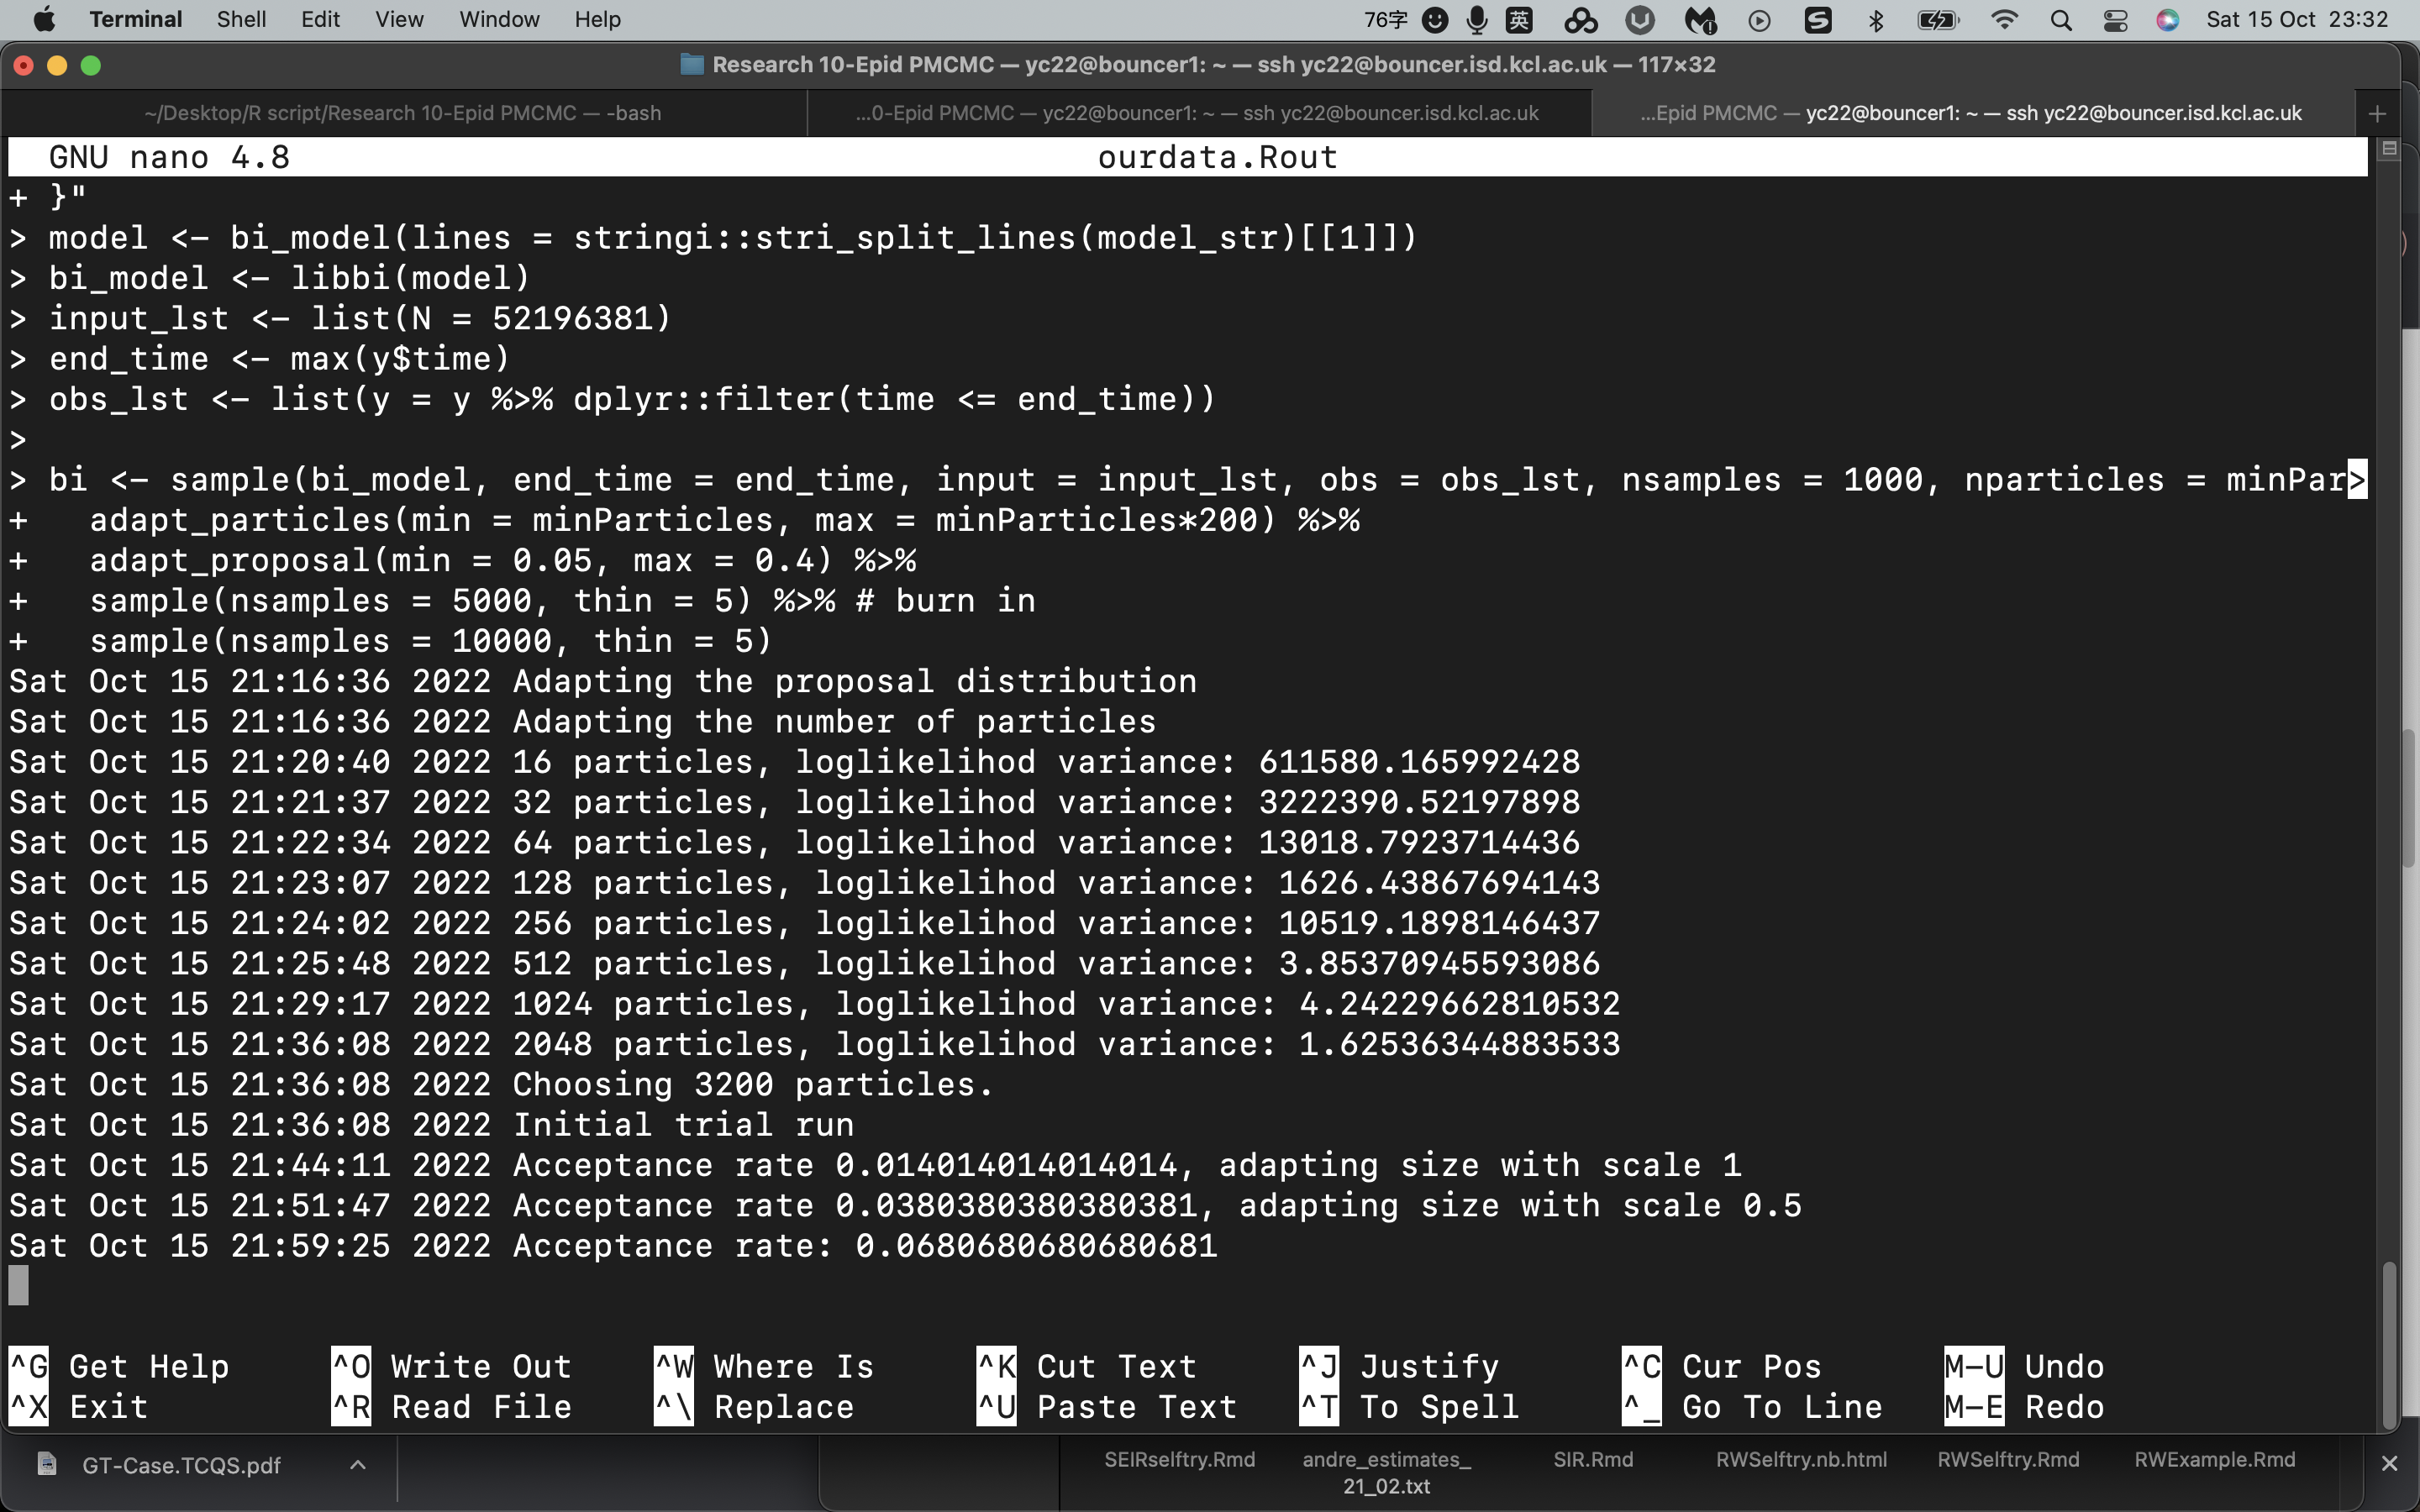 Terminal Shell Edit View Window Help 76字 英 Sat 15 Oct 23:32
Research 10-Epid PMCMC — yc22@bouncer1: ~ — ssh yc22@bouncer.isd.kcl.ac.uk — 117×32
~/Desktop/R script/Research 10-Epid PMCMC — -bash ...0-Epid PMCMC — yc22@bouncer1: ~ — ssh yc22@bouncer.isd.kcl.ac.uk ...Epid PMCMC — yc22@bouncer1: ~ — ssh yc22@bouncer.isd.kcl.ac.uk +
GNU nano 4.8 ourdata.Rout
+ }"
> model <- bi_model(lines = stringi::stri_split_lines(model_str)[[1]])
> bi_model <- libbi(model)
> input_lst <- list(N = 52196381)
> end_time <- max(y$time)
> obs_lst <- list(y = y %>% dplyr::filter(time <= end_time))
>
> bi <- sample(bi_model, end_time = end_time, input = input_lst, obs = obs_lst, nsamples = 1000, nparticles = minPar>
+   adapt_particles(min = minParticles, max = minParticles*200) %>%
+   adapt_proposal(min = 0.05, max = 0.4) %>%
+   sample(nsamples = 5000, thin = 5) %>% # burn in
+   sample(nsamples = 10000, thin = 5)
Sat Oct 15 21:16:36 2022 Adapting the proposal distribution
Sat Oct 15 21:16:36 2022 Adapting the number of particles
Sat Oct 15 21:20:40 2022 16 particles, loglikelihod variance: 611580.165992428
Sat Oct 15 21:21:37 2022 32 particles, loglikelihod variance: 3222390.52197898
Sat Oct 15 21:22:34 2022 64 particles, loglikelihod variance: 13018.7923714436
Sat Oct 15 21:23:07 2022 128 particles, loglikelihod variance: 1626.43867694143
Sat Oct 15 21:24:02 2022 256 particles, loglikelihod variance: 10519.1898146437
Sat Oct 15 21:25:48 2022 512 particles, loglikelihod variance: 3.85370945593086
Sat Oct 15 21:29:17 2022 1024 particles, loglikelihod variance: 4.24229662810532
Sat Oct 15 21:36:08 2022 2048 particles, loglikelihod variance: 1.62536344883533
Sat Oct 15 21:36:08 2022 Choosing 3200 particles.
Sat Oct 15 21:36:08 2022 Initial trial run
Sat Oct 15 21:44:11 2022 Acceptance rate 0.014014014014014, adapting size with scale 1
Sat Oct 15 21:51:47 2022 Acceptance rate 0.0380380380380381, adapting size with scale 0.5
Sat Oct 15 21:59:25 2022 Acceptance rate: 0.0680680680680681
^G Get Help ^O Write Out ^W Where Is ^K Cut Text ^J Justify ^C Cur Pos M-U Undo
^X Exit ^R Read File ^\ Replace ^U Paste Text ^T To Spell ^_ Go To Line M-E Redo
GT-Case.TCQS.pdf SEIRselftry.Rmd andre_estimates_ SIR.Rmd RWSelftry.nb.html RWSelftry.Rmd RWExample.Rmd
21_02.txt